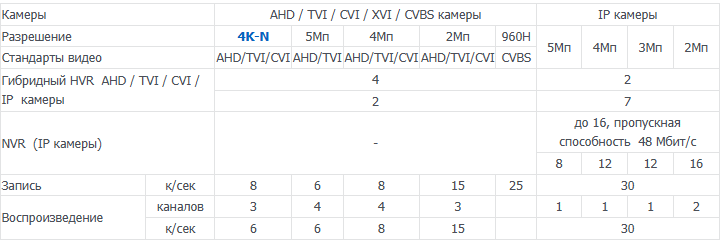 Камеры AHD / TVI / CVI / XVI / CVBS камеры IP камеры
Разрешение 4K-N 5Мп 4Мп 2Мп 960H 5Мп 4Мп 3Мп 2Мп
Стандарты видео AHD/TVI/CVI AHD/TVI AHD/TVI/CVI AHD/TVI/CVI CVBS
Гибридный HVR AHD / TVI / CVI / 4 2
IP камеры 2 7
NVR (IP камеры) - до 16, пропускная
способность 48 Мбит/с
8 12 12 16
Запись к/сек 8 6 8 15 25 30
Воспроизведение каналов 3 4 4 3 1 1 1 2
к/сек 6 6 8 15 30